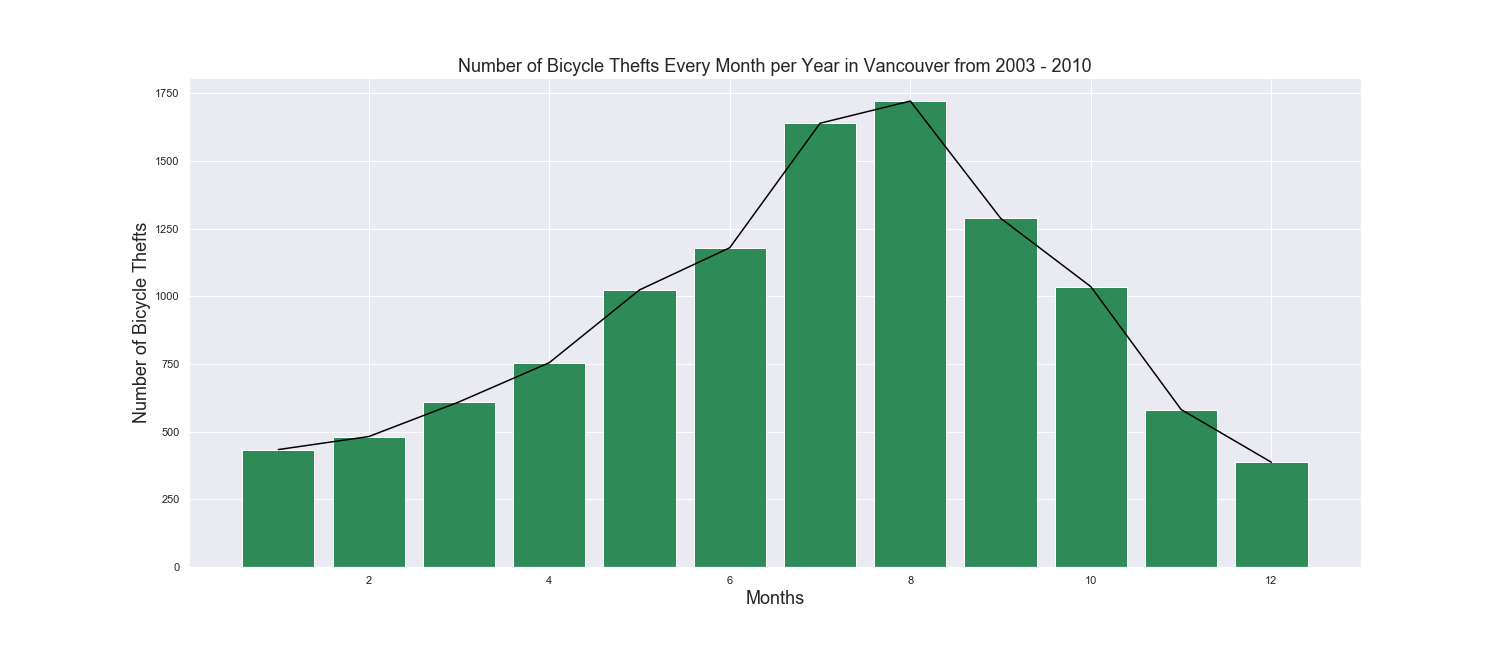 Number of Bicycle Thefts Every Month per Year in Vancouver from 2003 - 2010
1750
1500
1250
1000
750
500
250
0
Number of Bicycle Thefts
2 4 6 8 10 12
Months